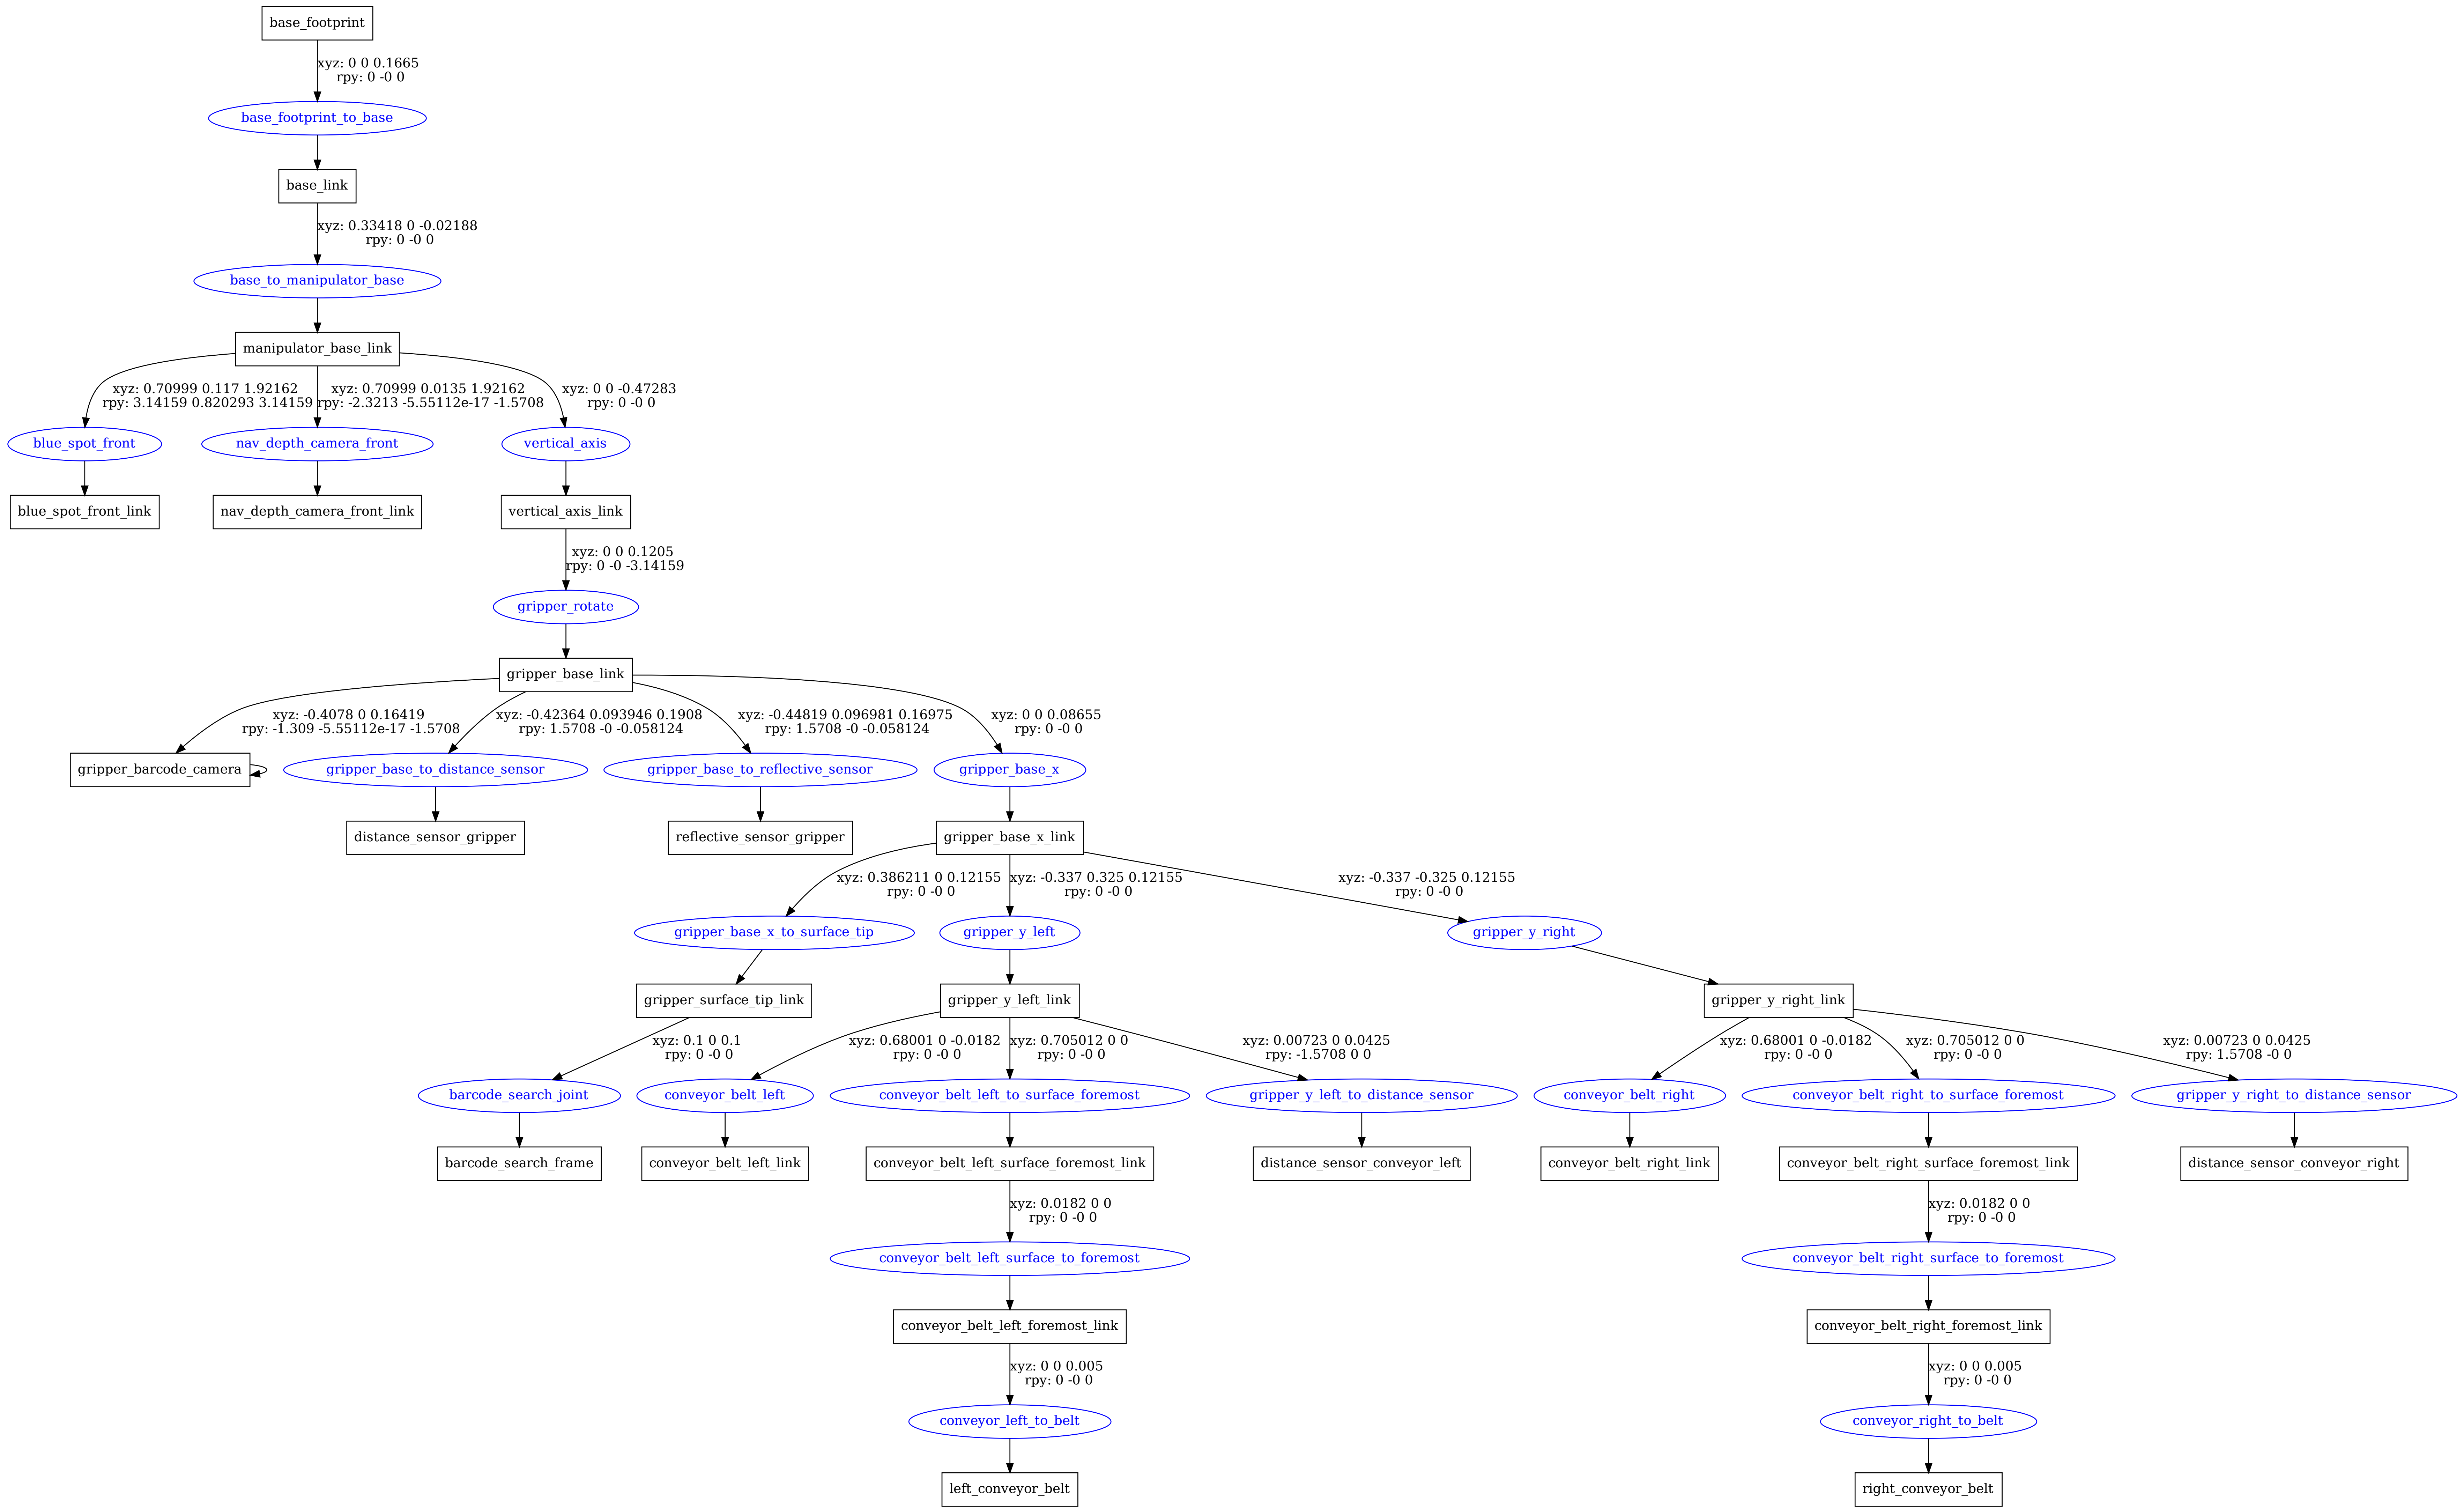 base_footprint
xyz: 0 0 0.1665
rpy: 0 -0 0
base_footprint_to_base
base_link
xyz: 0.33418 0 -0.02188
rpy: 0 -0 0
base_to_manipulator_base
manipulator_base_link
xyz: 0.70999 0.117 1.92162
rpy: 3.14159 0.820293 3.14159
xyz: 0.70999 0.0135 1.92162
rpy: -2.3213 -5.55112e-17 -1.5708
xyz: 0 0 -0.47283
rpy: 0 -0 0
blue_spot_front
nav_depth_camera_front
vertical_axis
blue_spot_front_link
nav_depth_camera_front_link
vertical_axis_link
xyz: 0 0 0.1205
rpy: 0 -0 -3.14159
gripper_rotate
gripper_base_link
xyz: -0.4078 0 0.16419
rpy: -1.309 -5.55112e-17 -1.5708
xyz: -0.42364 0.093946 0.1908
rpy: 1.5708 -0 -0.058124
xyz: -0.44819 0.096981 0.16975
rpy: 1.5708 -0 -0.058124
xyz: 0 0 0.08655
rpy: 0 -0 0
gripper_barcode_camera
gripper_base_to_distance_sensor
gripper_base_to_reflective_sensor
gripper_base_x
distance_sensor_gripper
reflective_sensor_gripper
gripper_base_x_link
xyz: 0.386211 0 0.12155
rpy: 0 -0 0
xyz: -0.337 0.325 0.12155
rpy: 0 -0 0
xyz: -0.337 -0.325 0.12155
rpy: 0 -0 0
gripper_base_x_to_surface_tip
gripper_y_left
gripper_y_right
gripper_surface_tip_link
gripper_y_left_link
gripper_y_right_link
xyz: 0.1 0 0.1
rpy: 0 -0 0
xyz: 0.68001 0 -0.0182
rpy: 0 -0 0
xyz: 0.705012 0 0
rpy: 0 -0 0
xyz: 0.00723 0 0.0425
rpy: -1.5708 0 0
xyz: 0.68001 0 -0.0182
rpy: 0 -0 0
xyz: 0.705012 0 0
rpy: 0 -0 0
xyz: 0.00723 0 0.0425
rpy: 1.5708 -0 0
barcode_search_joint
conveyor_belt_left
conveyor_belt_left_to_surface_foremost
gripper_y_left_to_distance_sensor
conveyor_belt_right
conveyor_belt_right_to_surface_foremost
gripper_y_right_to_distance_sensor
barcode_search_frame
conveyor_belt_left_link
conveyor_belt_left_surface_foremost_link
distance_sensor_conveyor_left
conveyor_belt_right_link
conveyor_belt_right_surface_foremost_link
distance_sensor_conveyor_right
xyz: 0.0182 0 0
rpy: 0 -0 0
xyz: 0.0182 0 0
rpy: 0 -0 0
conveyor_belt_left_surface_to_foremost
conveyor_belt_right_surface_to_foremost
conveyor_belt_left_foremost_link
conveyor_belt_right_foremost_link
xyz: 0 0 0.005
rpy: 0 -0 0
xyz: 0 0 0.005
rpy: 0 -0 0
conveyor_left_to_belt
conveyor_right_to_belt
left_conveyor_belt
right_conveyor_belt